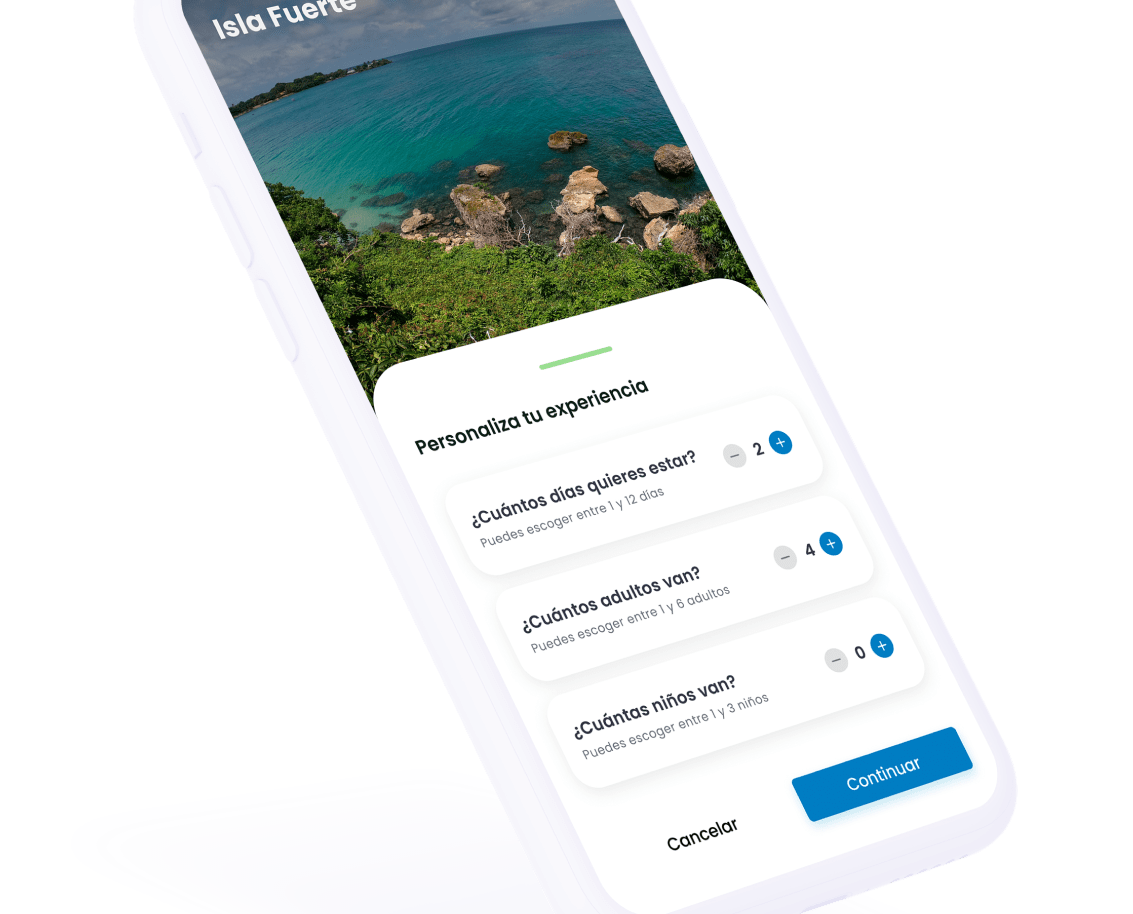 Isla Fuerte
Personaliza tu experiencia
¿Cuántos días quieres estar?
Puedes escoger entre 1 y 12 días
− 2 +
¿Cuántos adultos van?
Puedes escoger entre 1 y 6 adultos
− 4 +
¿Cuántas niños van?
Puedes escoger entre 1 y 3 niños
− 0 +
Cancelar
Continuar